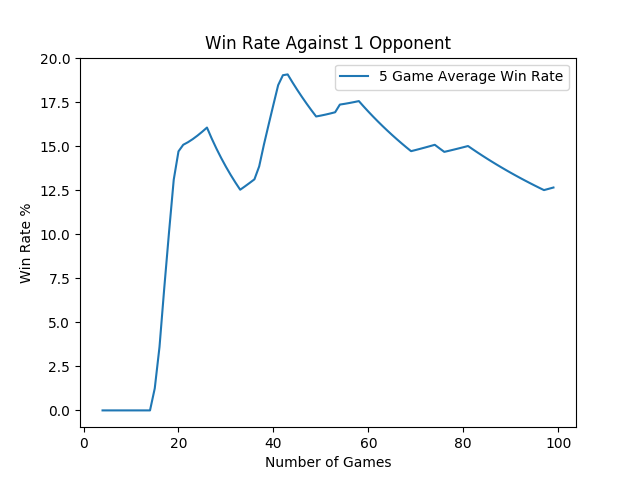 Win Rate Against 1 Opponent
5 Game Average Win Rate
20.0
17.5
15.0
12.5
10.0
7.5
5.0
2.5
0.0
Win Rate %
0 20 40 60 80 100
Number of Games